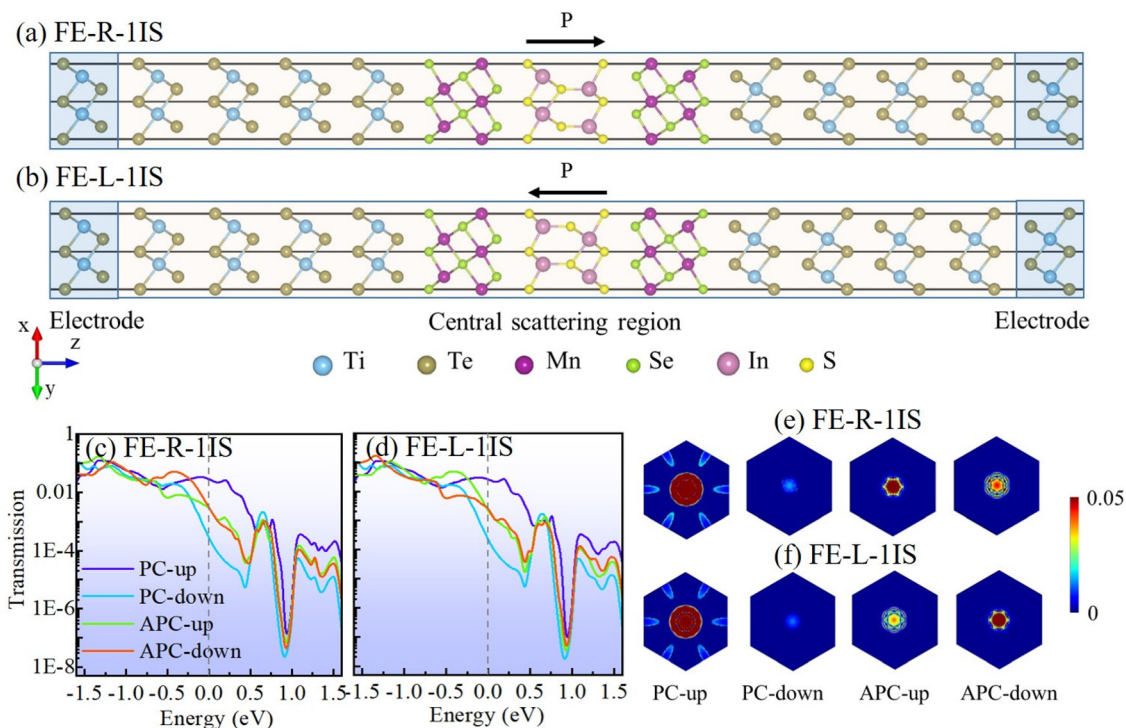 (a) FE-R-1IS
P
(b) FE-L-1IS
P
Electrode Central scattering region Electrode
x
z
y
Ti Te Mn Se In S
(c) FE-R-1IS
Transmission
1
0.01
1E-4
1E-6
1E-8
PC-up
PC-down
APC-up
APC-down
-1.5 -1.0 -0.5 0.0 0.5 1.0 1.5
Energy (eV)
(d) FE-L-1IS
-1.5 -1.0 -0.5 0.0 0.5 1.0 1.5
Energy (eV)
(e) FE-R-1IS
(f) FE-L-1IS
0.05
0
PC-up PC-down APC-up APC-down